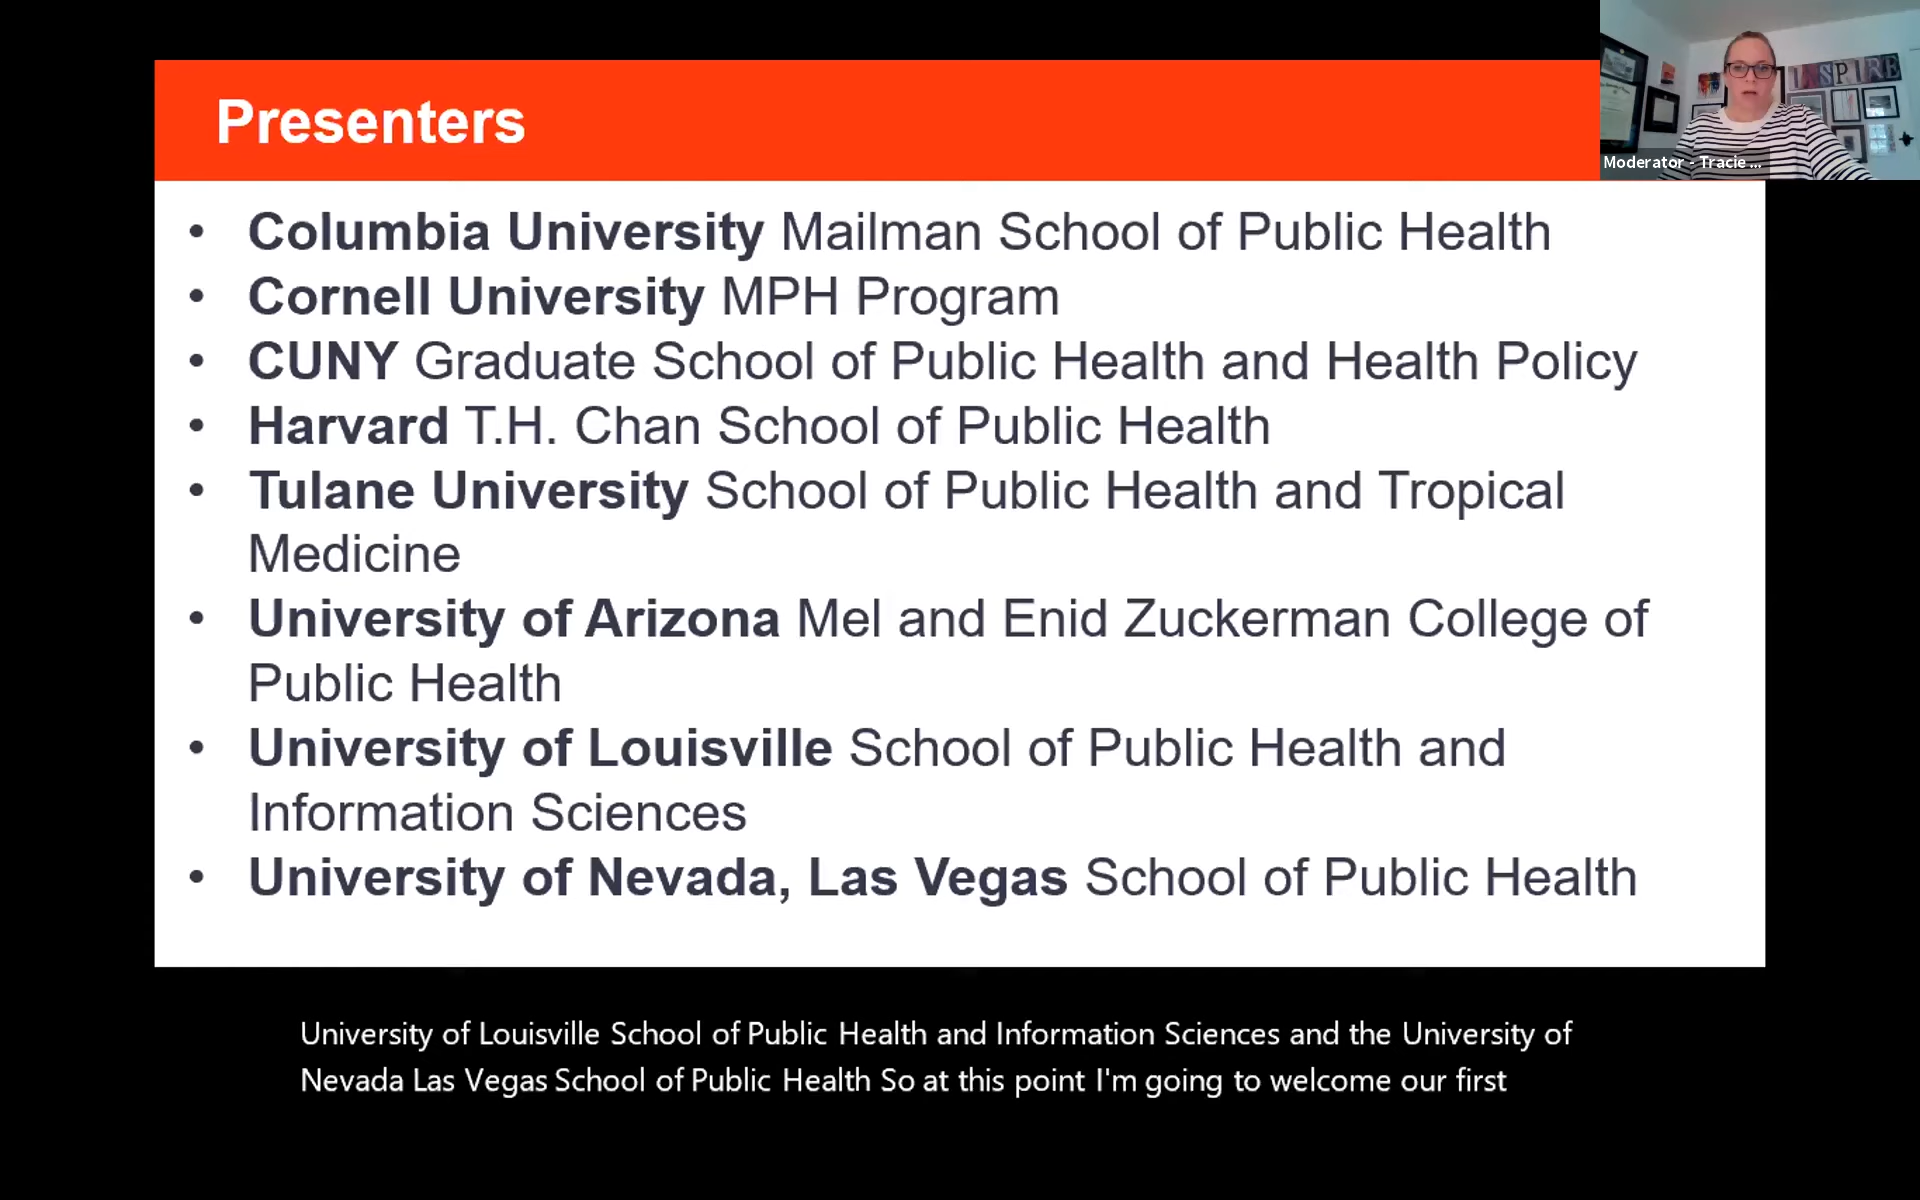 Presenters
INSPIRE
Moderator - Tracie ...
• Columbia University Mailman School of Public Health
• Cornell University MPH Program
• CUNY Graduate School of Public Health and Health Policy
• Harvard T.H. Chan School of Public Health
• Tulane University School of Public Health and Tropical
Medicine
• University of Arizona Mel and Enid Zuckerman College of
Public Health
• University of Louisville School of Public Health and
Information Sciences
• University of Nevada, Las Vegas School of Public Health
University of Louisville School of Public Health and Information Sciences and the University of
Nevada Las Vegas School of Public Health So at this point I'm going to welcome our first